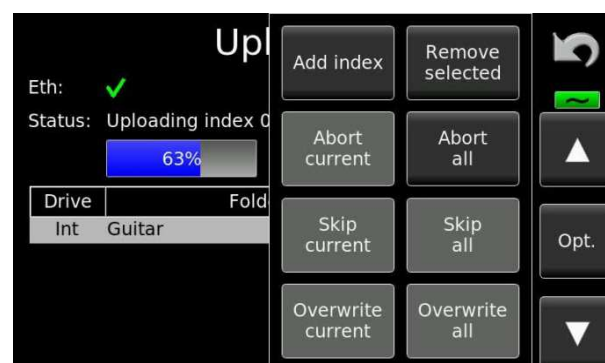 Upl
Eth:
Status: Uploading index 0
63%
Drive Fold
Int Guitar
Add index
Remove
selected
Abort
current
Abort
all
Skip
current
Skip
all
Overwrite
current
Overwrite
all
Opt.